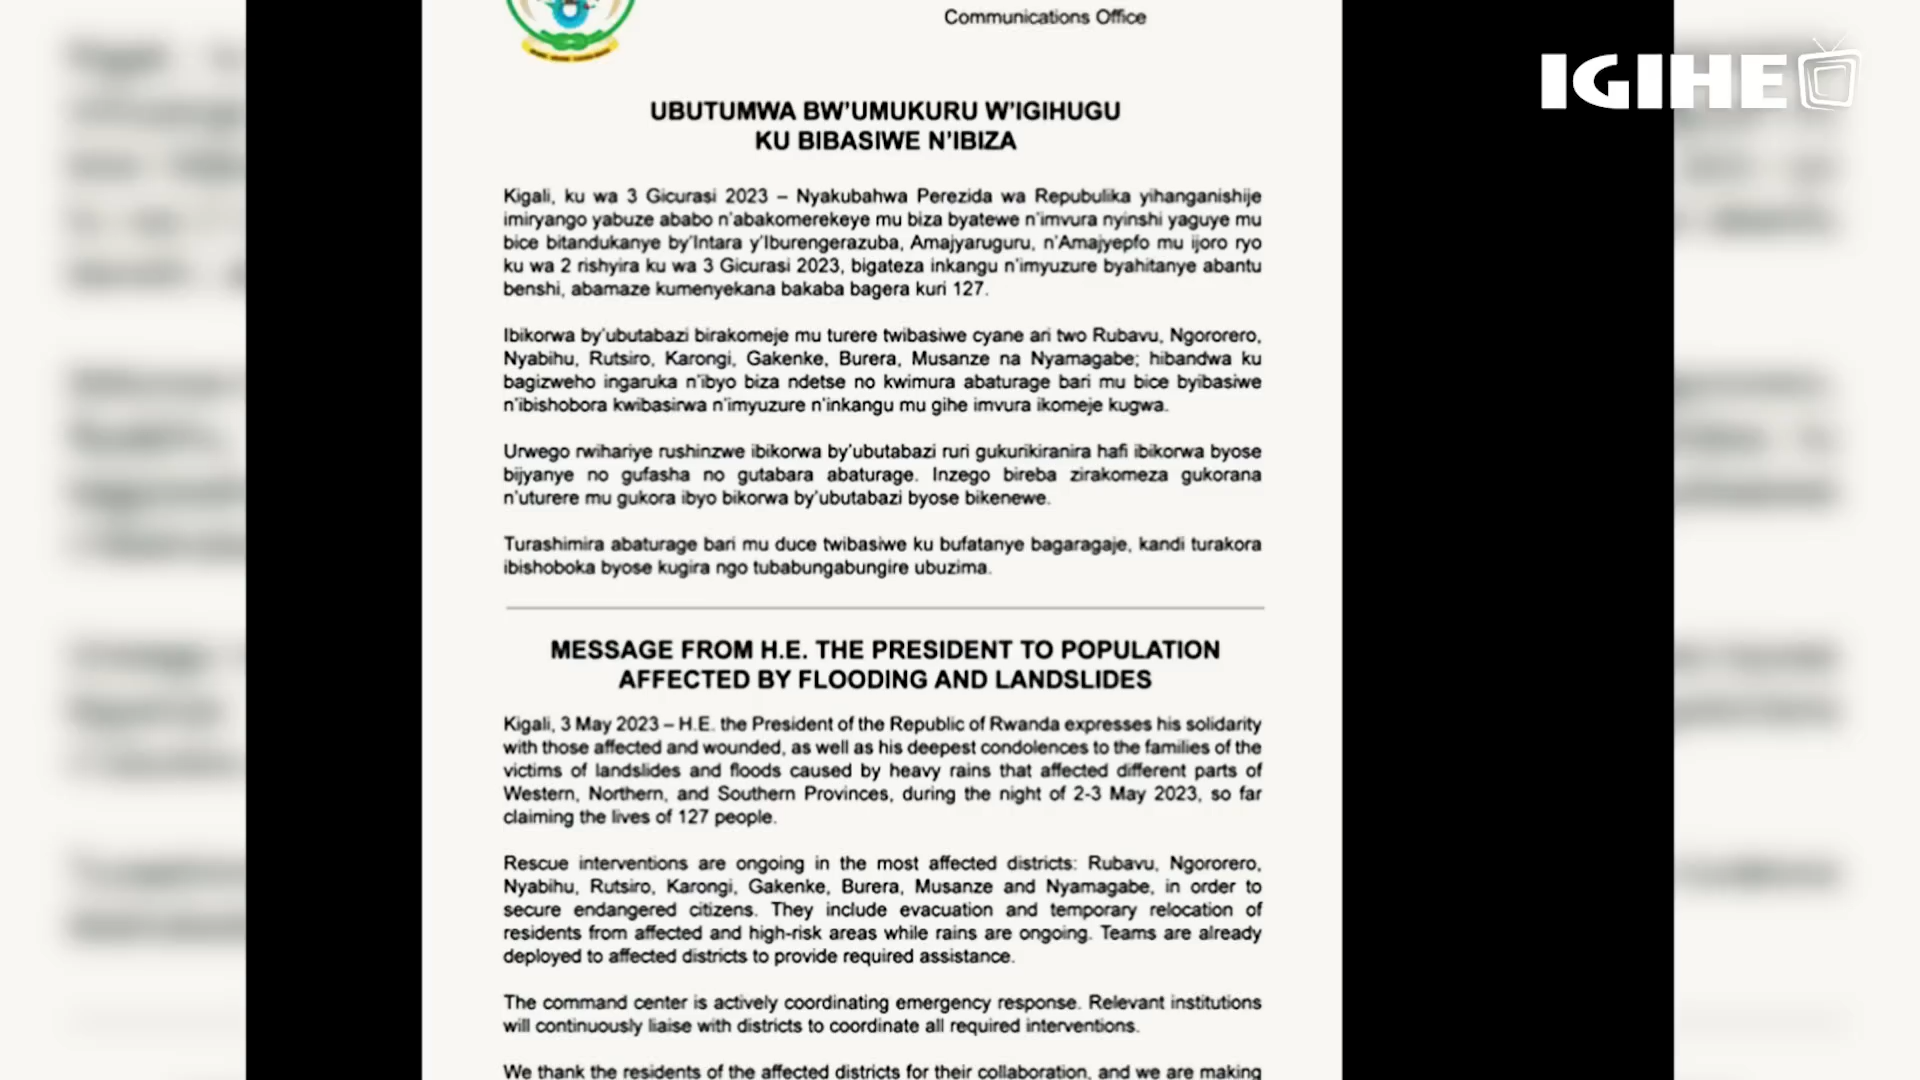 Communications Office
IGIHE
UBUTUMWA BW'UMUKURU W'IGIHUGU
KU BIBASIWE N'IBIZA
Kigali, ku wa 3 Gicurasi 2023 – Nyakubahwa Perezida wa Repubulika yihanganishije
imiryango yabuze ababo n'abakomerekeye mu biza byatewe n'imvura nyinshi yaguye mu
bice bitandukanye by'Intara y'Iburengerazuba, Amajyaruguru, n'Amajyepfo mu ijoro ryo
ku wa 2 rishyira ku wa 3 Gicurasi 2023, bigateza inkangu n'imyuzure byahitanye abantu
benshi, abamaze kumenyekana bakaba bagera kuri 127.
Ibikorwa by'ubutabazi birakomeje mu turere twibasiwe cyane ari two Rubavu, Ngororero,
Nyabihu, Rutsiro, Karongi, Gakenke, Burera, Musanze na Nyamagabe; hibandwa ku
bagizweho ingaruka n'ibyo biza ndetse no kwimura abaturage bari mu bice byibasiwe
n'ibishobora kwibasirwa n'imyuzure n'inkangu mu gihe imvura ikomeje kugwa.
Urwego rwihariye rushinzwe ibikorwa by'ubutabazi ruri gukurikiranira hafi ibikorwa byose
bijyanye no gufasha no gutabara abaturage. Inzego bireba zirakomeza gukorana
n'uturere mu gukora ibyo bikorwa by'ubutabazi byose bikenewe.
Turashimira abaturage bari mu duce twibasiwe ku bufatanye bagaragaje, kandi turakora
ibishoboka byose kugira ngo tubabungabungire ubuzima.
MESSAGE FROM H.E. THE PRESIDENT TO POPULATION
AFFECTED BY FLOODING AND LANDSLIDES
Kigali, 3 May 2023 – H.E. the President of the Republic of Rwanda expresses his solidarity
with those affected and wounded, as well as his deepest condolences to the families of the
victims of landslides and floods caused by heavy rains that affected different parts of
Western, Northern, and Southern Provinces, during the night of 2-3 May 2023, so far
claiming the lives of 127 people.
Rescue interventions are ongoing in the most affected districts: Rubavu, Ngororero,
Nyabihu, Rutsiro, Karongi, Gakenke, Burera, Musanze and Nyamagabe, in order to
secure endangered citizens. They include evacuation and temporary relocation of
residents from affected and high-risk areas while rains are ongoing. Teams are already
deployed to affected districts to provide required assistance.
The command center is actively coordinating emergency response. Relevant institutions
will continuously liaise with districts to coordinate all required interventions.
We thank the residents of the affected districts for their collaboration, and we are making